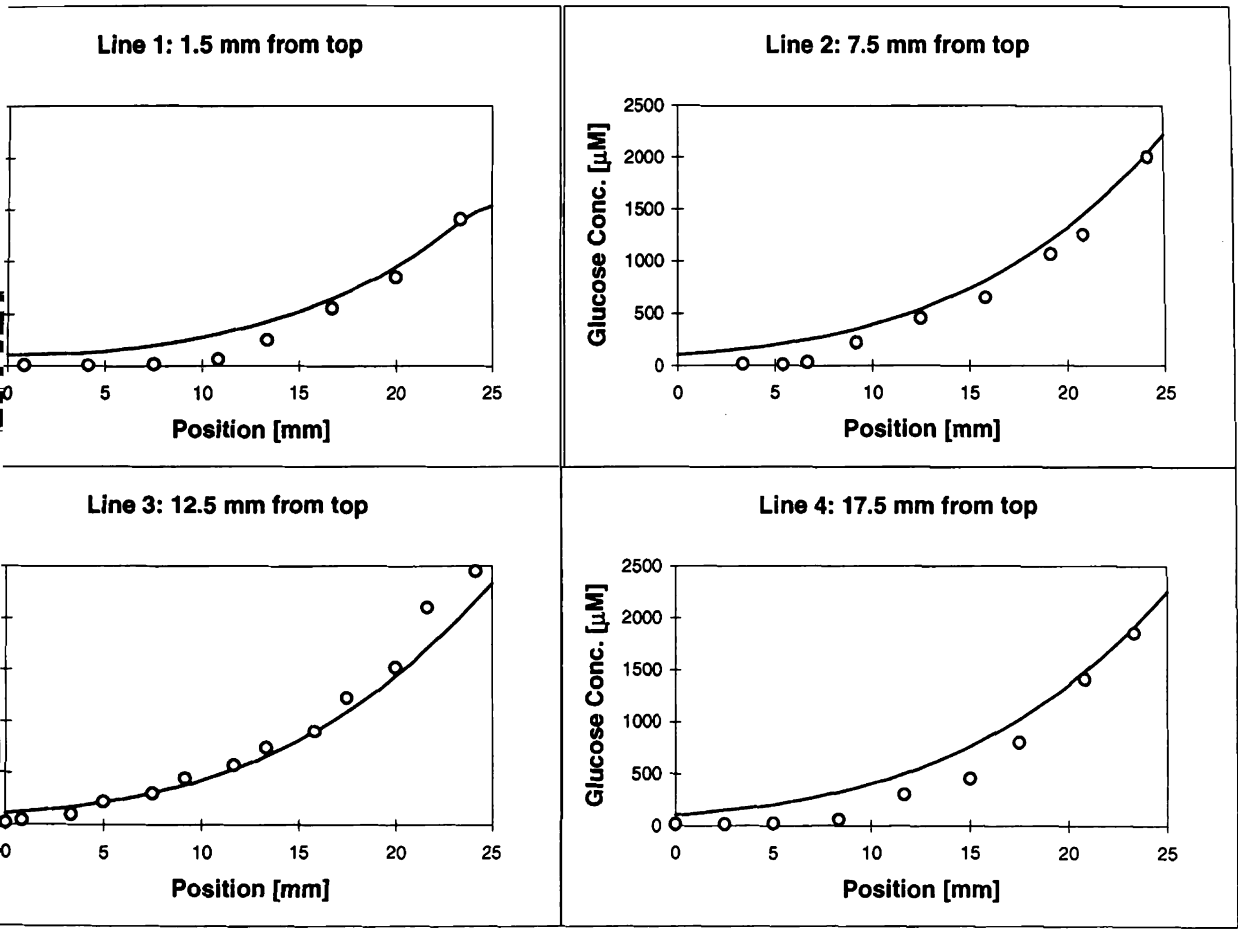 Line 1: 1.5 mm from top
0 5 10 15 20 25
Position [mm]
Line 2: 7.5 mm from top
Glucose Conc. [µM]
2500
2000
1500
1000
500
0
0 5 10 15 20 25
Position [mm]
Line 3: 12.5 mm from top
0 5 10 15 20 25
Position [mm]
Line 4: 17.5 mm from top
Glucose Conc. [µM]
2500
2000
1500
1000
500
0
0 5 10 15 20 25
Position [mm]